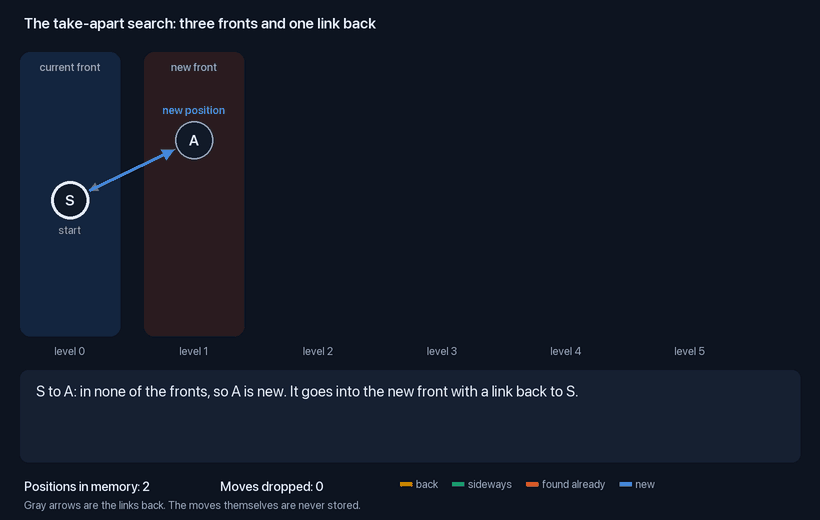 The take-apart search: three fronts and one link back
current front
new front
new position
A
S
start
level 0
level 1
level 2
level 3
level 4
level 5
S to A: in none of the fronts, so A is new. It goes into the new front with a link back to S.
Positions in memory: 2
Moves dropped: 0
back
sideways
found already
new
Gray arrows are the links back. The moves themselves are never stored.